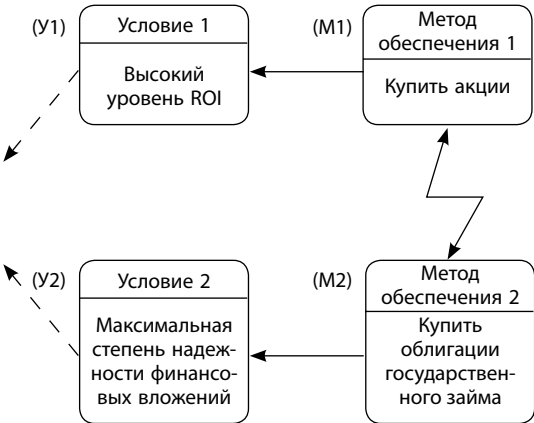 (У1)
Условие 1
Высокий
уровень ROI
(М1)
Метод
обеспечения 1
Купить акции
(У2)
Условие 2
Максимальная
степень надеж-
ности финансо-
вых вложений
(М2)
Метод
обеспечения 2
Купить
облигации
государствен-
ного займа